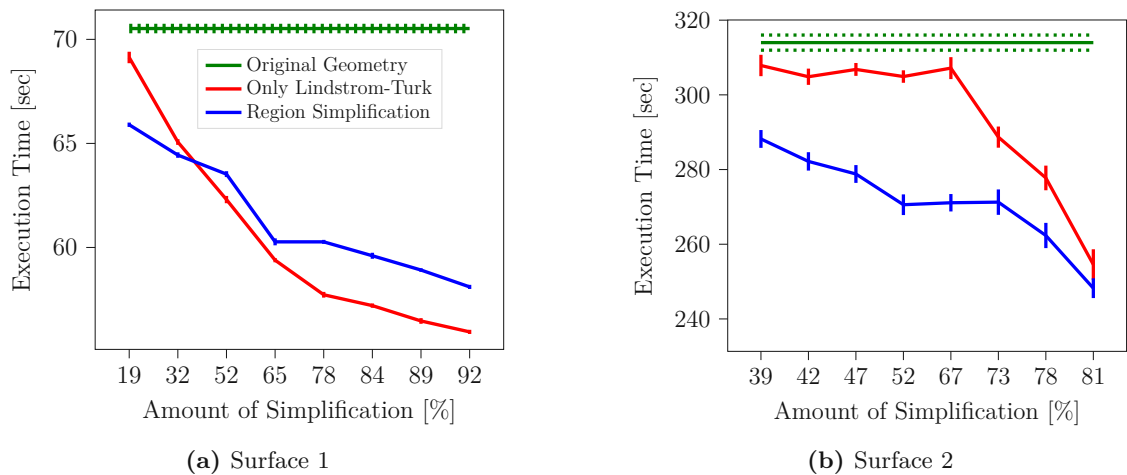 70
65
60
Execution Time [sec]
Original Geometry
Only Lindstrom-Turk
Region Simplification
19 32 52 65 78 84 89 92
Amount of Simplification [%]
(a) Surface 1
320
300
280
260
240
Execution Time [sec]
39 42 47 52 67 73 78 81
Amount of Simplification [%]
(b) Surface 2